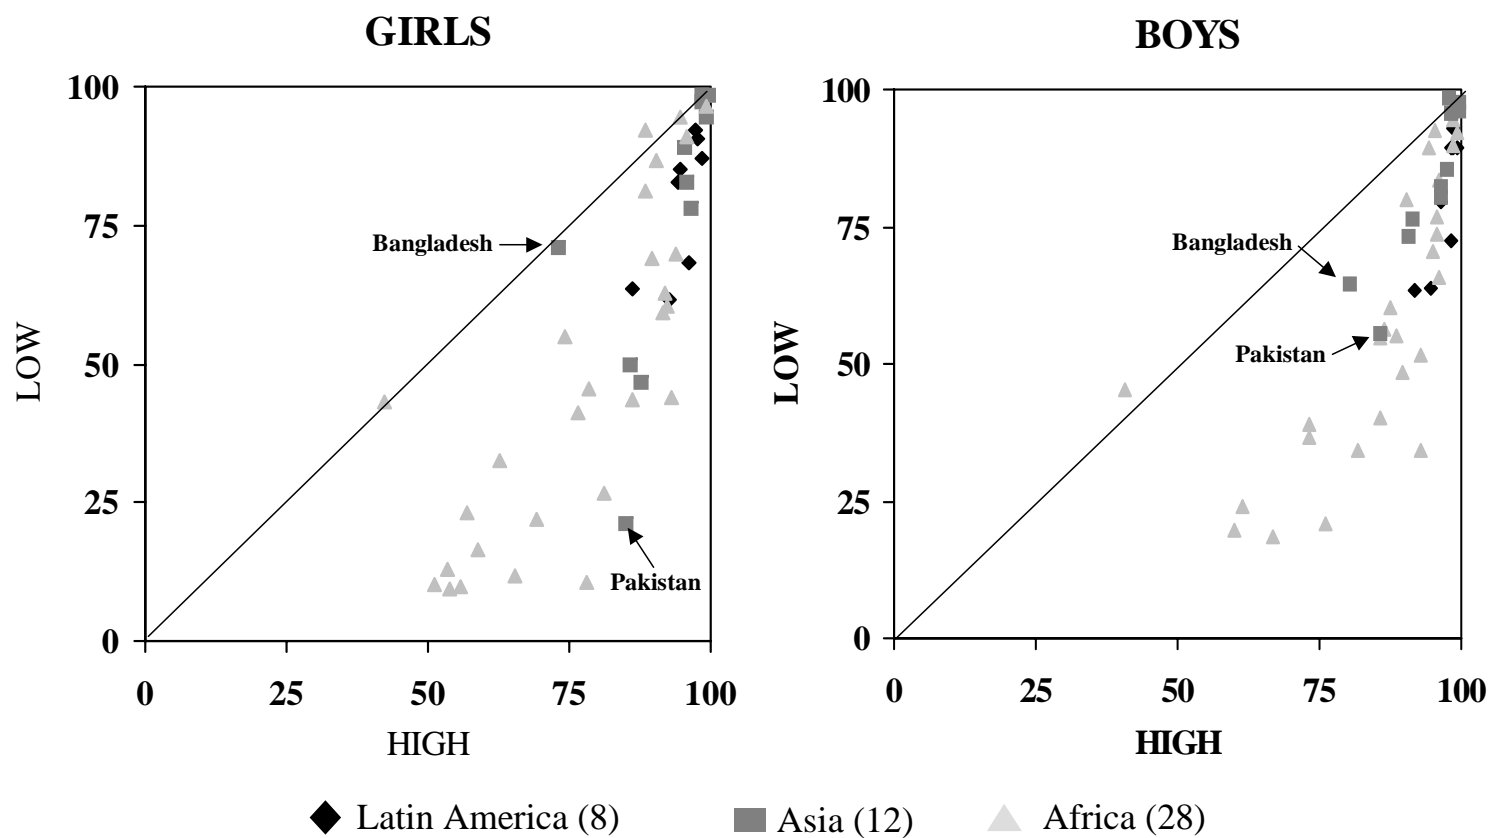 GIRLS
100
75
50
25
0
0 25 50 75 100
LOW
HIGH
Bangladesh
Pakistan
BOYS
100
75
50
25
0
0 25 50 75 100
LOW
HIGH
Bangladesh
Pakistan
Latin America (8) Asia (12) Africa (28)